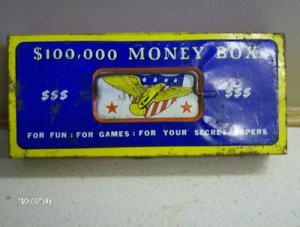 $100,000 MONEY BOX
$$$ $$$
FOR FUN : FOR GAMES : FOR YOUR SECRET PAPERS